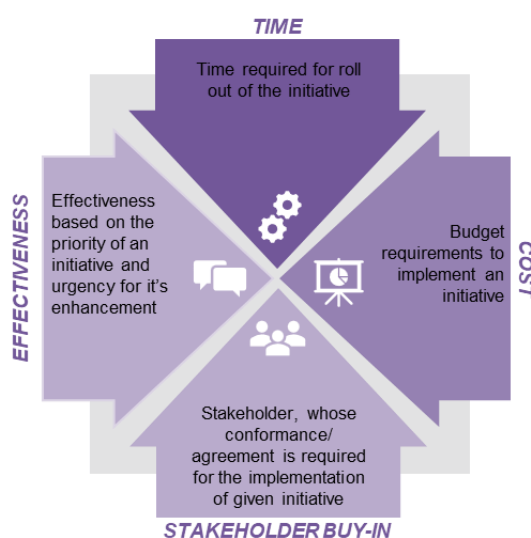 TIME
Time required for roll
out of the initiative
EFFECTIVENESS
Effectiveness
based on the
priority of an
initiative and
urgency for it's
enhancement
Budget
requirements to
implement an
initiative
COST
Stakeholder, whose
conformance/
agreement is required
for the implementation
of given initiative
STAKEHOLDER BUY-IN